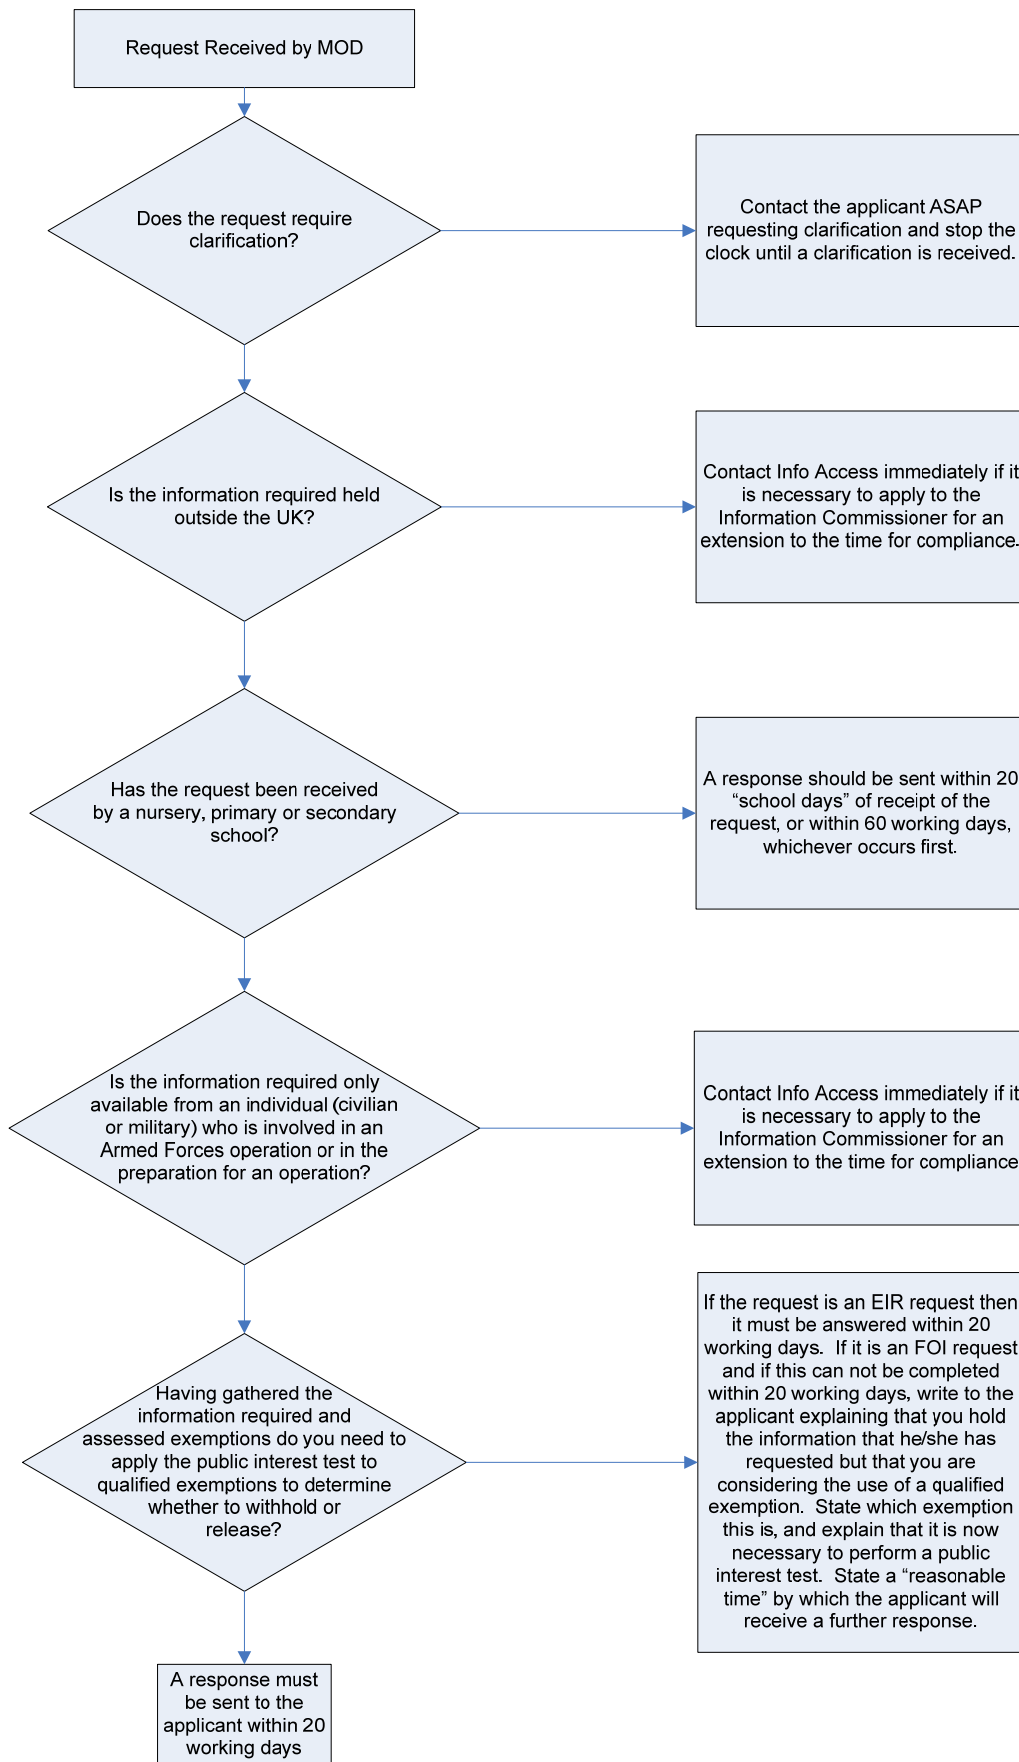 Request Received by MOD
Does the request require
clarification?
Contact the applicant ASAP
requesting clarification and stop the
clock until a clarification is received.
Is the information required held
outside the UK?
Contact Info Access immediately if it
is necessary to apply to the
Information Commissioner for an
extension to the time for compliance.
Has the request been received
by a nursery, primary or secondary
school?
A response should be sent within 20
“school days” of receipt of the
request, or within 60 working days,
whichever occurs first.
Is the information required only
available from an individual (civilian
or military) who is involved in an
Armed Forces operation or in the
preparation for an operation?
Contact Info Access immediately if it
is necessary to apply to the
Information Commissioner for an
extension to the time for compliance
Having gathered the
information required and
assessed exemptions do you need to
apply the public interest test to
qualified exemptions to determine
whether to withhold or
release?
If the request is an EIR request then
it must be answered within 20
working days.  If it is an FOI request
and if this can not be completed
within 20 working days, write to the
applicant explaining that you hold
the information that he/she has
requested but that you are
considering the use of a qualified
exemption.  State which exemption
this is, and explain that it is now
necessary to perform a public
interest test.  State a “reasonable
time” by which the applicant will
receive a further response.
A response must
be sent to the
applicant within 20
working days